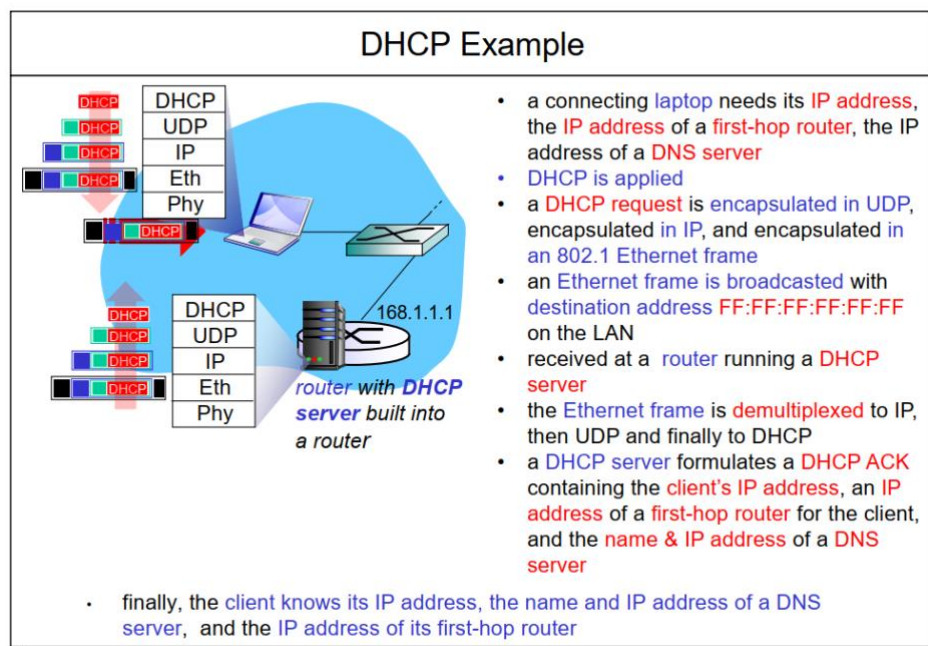 DHCP Example
DHCP
DHCP
DHCP
DHCP
DHCP
DHCP
UDP
IP
Eth
Phy
168.1.1.1
DHCP
DHCP
DHCP
DHCP
DHCP
UDP
IP
Eth
Phy
router with DHCP
server built into
a router
• a connecting laptop needs its IP address,
the IP address of a first-hop router, the IP
address of a DNS server
• DHCP is applied
• a DHCP request is encapsulated in UDP,
encapsulated in IP, and encapsulated in
an 802.1 Ethernet frame
• an Ethernet frame is broadcasted with
destination address FF:FF:FF:FF:FF:FF
on the LAN
• received at a router running a DHCP
server
• the Ethernet frame is demultiplexed to IP,
then UDP and finally to DHCP
• a DHCP server formulates a DHCP ACK
containing the client's IP address, an IP
address of a first-hop router for the client,
and the name & IP address of a DNS
server
• finally, the client knows its IP address, the name and IP address of a DNS
server, and the IP address of its first-hop router